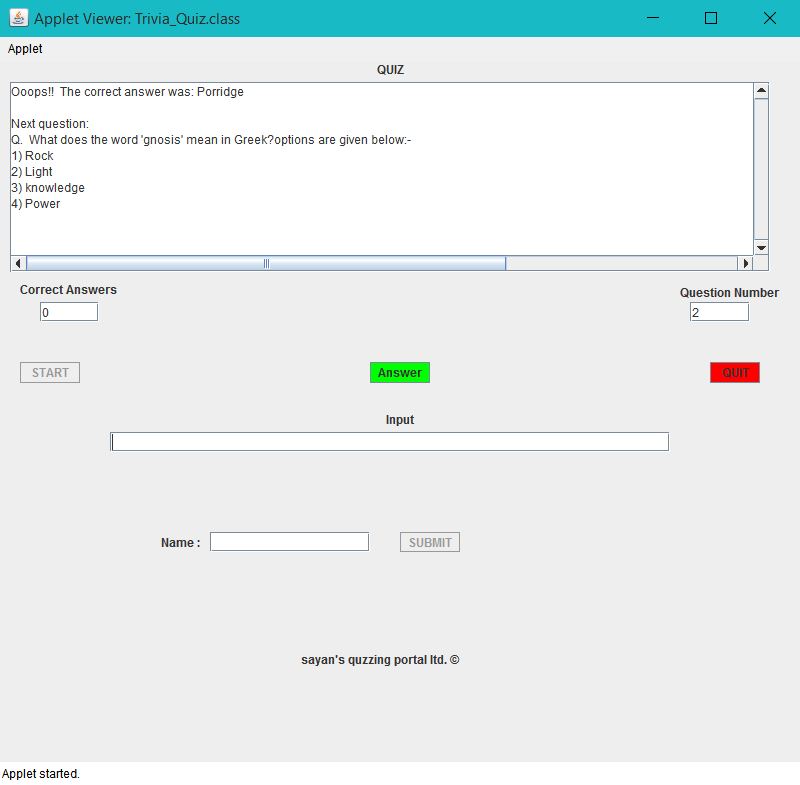 Applet Viewer: Trivia_Quiz.class
Applet
QUIZ
Ooops!!  The correct answer was: Porridge
Next question:
Q.  What does the word 'gnosis' mean in Greek?options are given below:-
1) Rock
2) Light
3) knowledge
4) Power
Correct Answers
Question Number
0
2
START
Answer
QUIT
Input
Name :
SUBMIT
sayan's quzzing portal ltd. ©
Applet started.